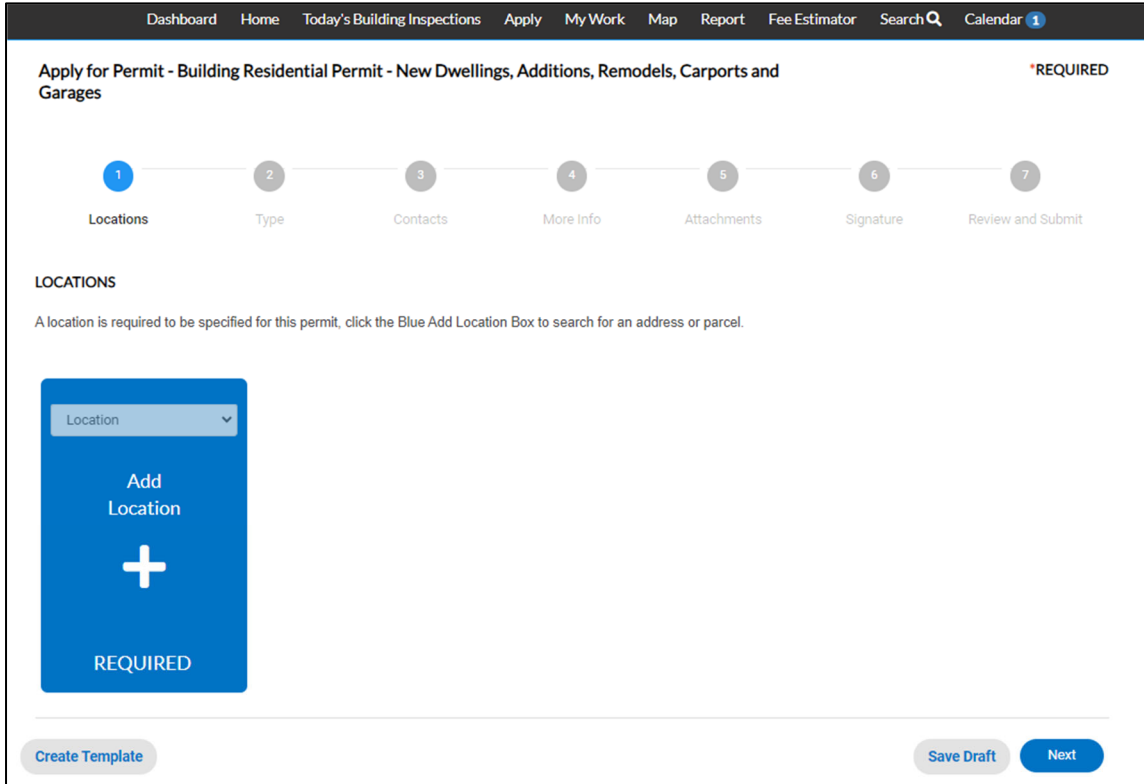 Dashboard Home Today's Building Inspections Apply My Work Map Report Fee Estimator Search Calendar 1
Apply for Permit - Building Residential Permit - New Dwellings, Additions, Remodels, Carports and
Garages
*REQUIRED
1 2 3 4 5 6 7
Locations Type Contacts More Info Attachments Signature Review and Submit
LOCATIONS
A location is required to be specified for this permit, click the Blue Add Location Box to search for an address or parcel.
Location
Add
Location
REQUIRED
Create Template Save Draft Next